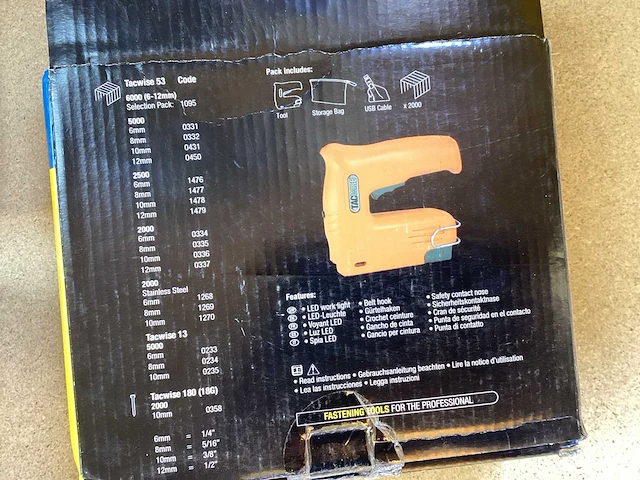 Tacwise 53 Code
6000 (6-12mm)
Selection Pack: 1095
5000
6mm 0331
8mm 0332
10mm 0431
12mm 0450
2500
6mm 1476
8mm 1477
10mm 1478
12mm 1479
2000
6mm 0334
8mm 0335
10mm 0336
12mm 0337
2000
Stainless Steel
6mm 1268
8mm 1269
10mm 1270
Tacwise 13
5000
6mm 0233
8mm 0234
10mm 0235
Tacwise 180 (18G)
2000
10mm 0358
6mm = 1/4"
8mm = 5/16"
10mm = 3/8"
12mm = 1/2"
Pack Includes:
Tool
Storage Bag
USB Cable
x 2000
TACWISE
Features:
• LED work light
• LED-Leuchte
• Voyant LED
• Luz LED
• Spia LED
• Belt hook
• Gürtelhaken
• Crochet ceinture
• Gancho de cinta
• Gancio per cintura
• Safety contact nose
• Sicherheitskontaktnase
• Cran de sécurité
• Punta de seguridad en el contacto
• Punta di contatto
• Read instructions • Gebrauchsanleitung beachten • Lire la notice d'utilisation
• Lea las instrucciones • Legga instruzioni
FASTENING TOOLS FOR THE PROFESSIONAL